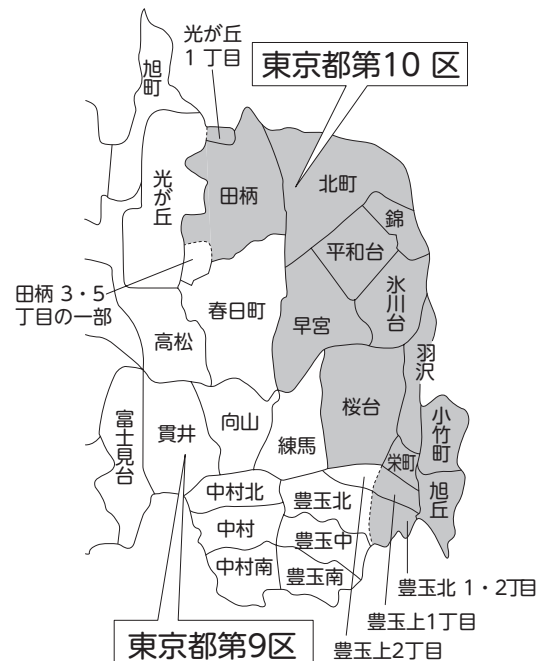 光が丘
1 丁目
東京都第10 区
旭町
光が丘
田柄
北町
錦
平和台
氷川台
田柄 3・5
丁目の一部
春日町
早宮
高松
羽沢
富士見台
貫井
向山
練馬
桜台
小竹町
栄町
旭丘
中村北
豊玉北
中村
豊玉中
中村南
豊玉南
豊玉北 1・2丁目
豊玉上1丁目
豊玉上2丁目
東京都第9区